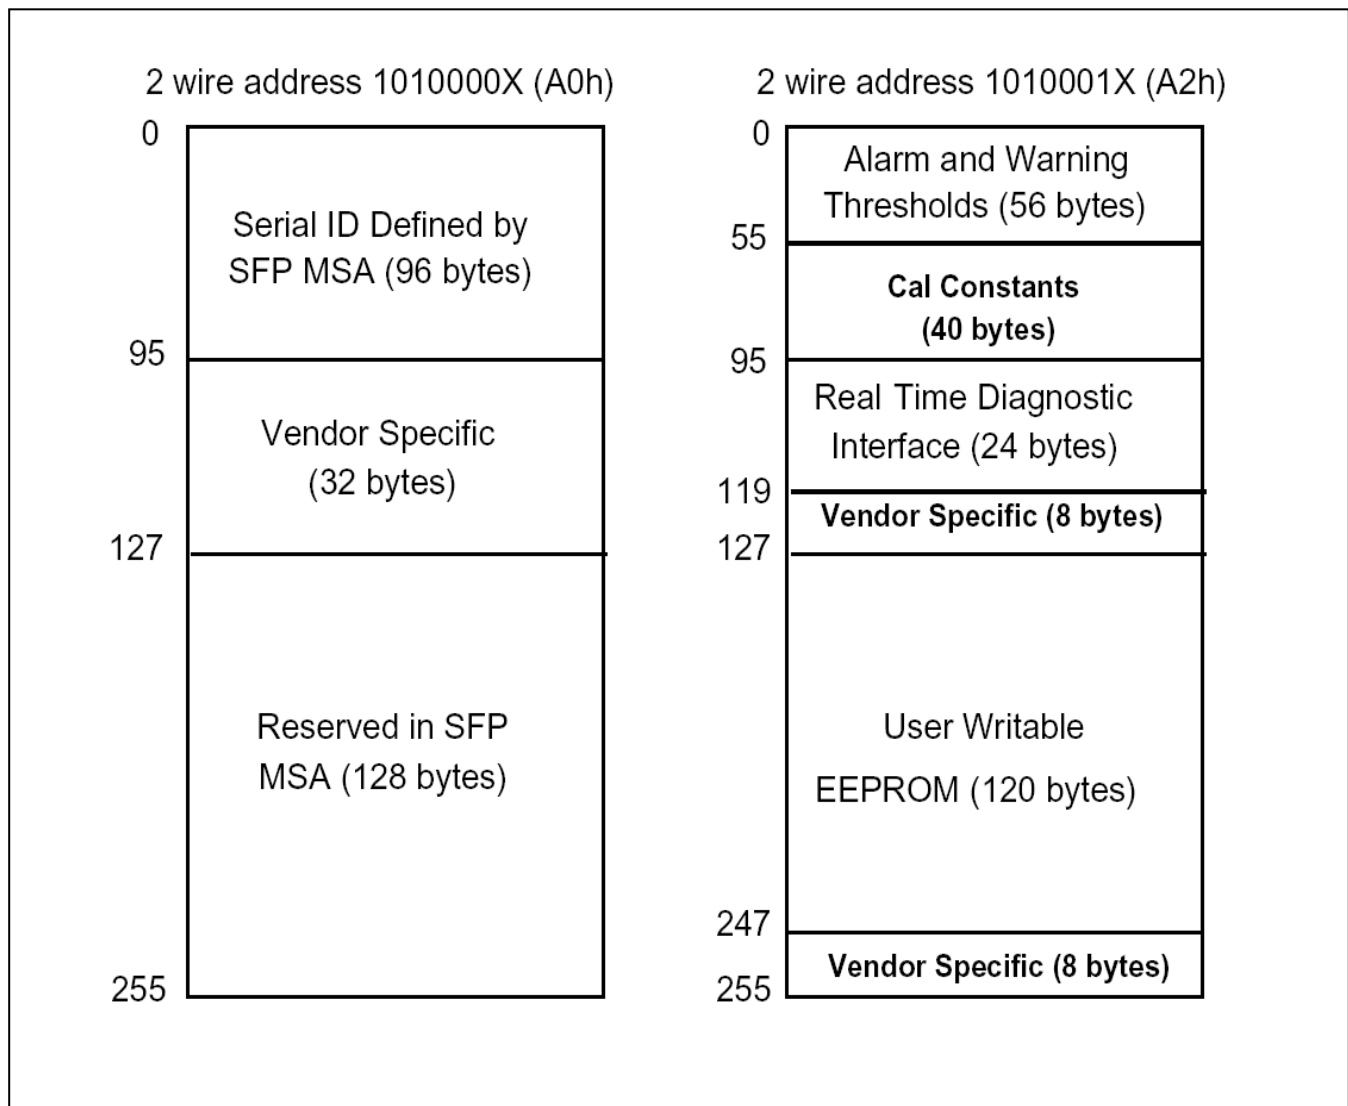 2 wire address 1010000X (A0h)
0
Serial ID Defined by
SFP MSA (96 bytes)
95
Vendor Specific
(32 bytes)
127
Reserved in SFP
MSA (128 bytes)
255
2 wire address 1010001X (A2h)
0
Alarm and Warning
Thresholds (56 bytes)
55
Cal Constants
(40 bytes)
95
Real Time Diagnostic
Interface (24 bytes)
119
Vendor Specific (8 bytes)
127
User Writable
EEPROM (120 bytes)
247
Vendor Specific (8 bytes)
255